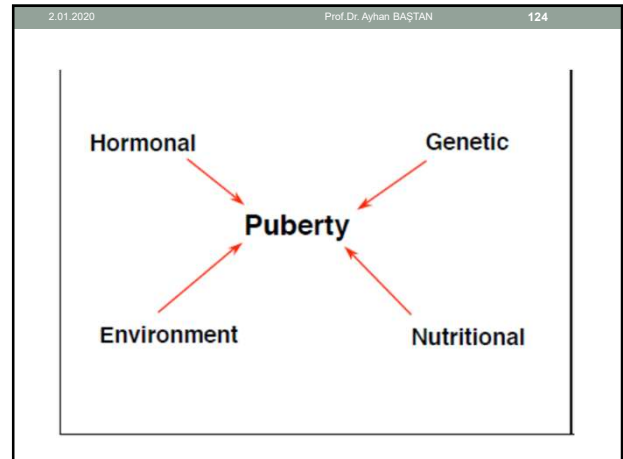 2.01.2020 Prof.Dr. Ayhan BAŞTAN 124
Hormonal Genetic
Puberty
Environment Nutritional